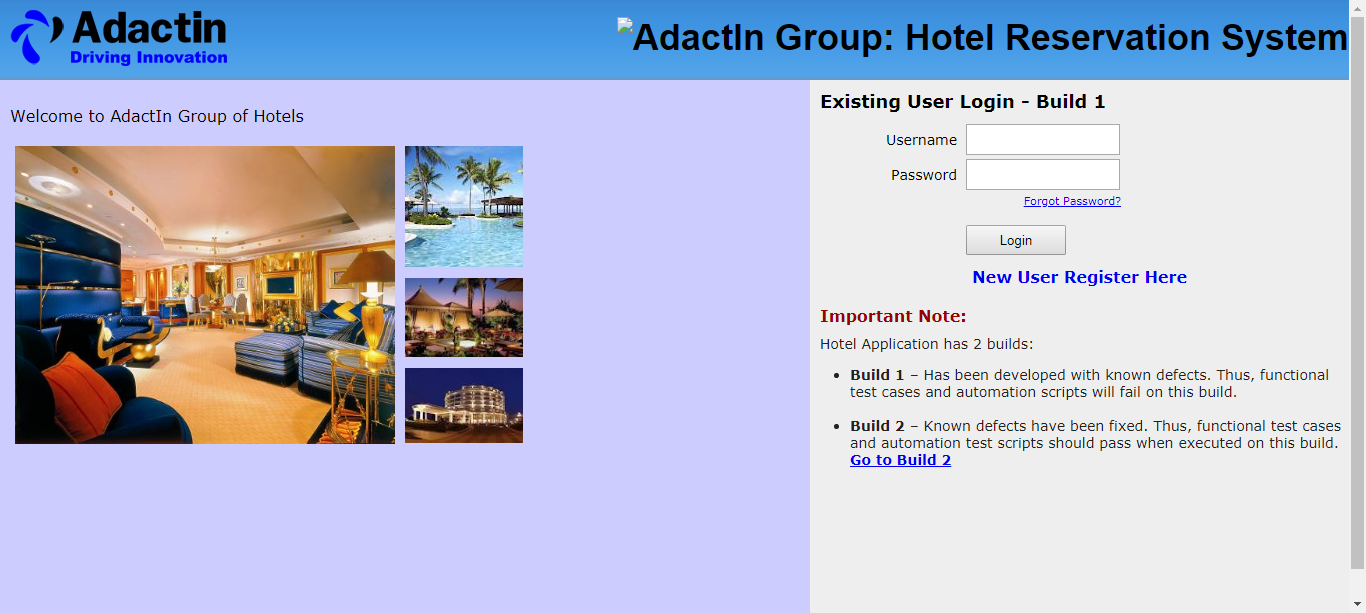 Adactin
Driving Innovation
AdactIn Group: Hotel Reservation System
Welcome to AdactIn Group of Hotels
Existing User Login - Build 1
Username
Password
Forgot Password?
Login
New User Register Here
Important Note:
Hotel Application has 2 builds:
• Build 1 – Has been developed with known defects. Thus, functional
test cases and automation scripts will fail on this build.
• Build 2 – Known defects have been fixed. Thus, functional test cases
and automation test scripts should pass when executed on this build.
Go to Build 2